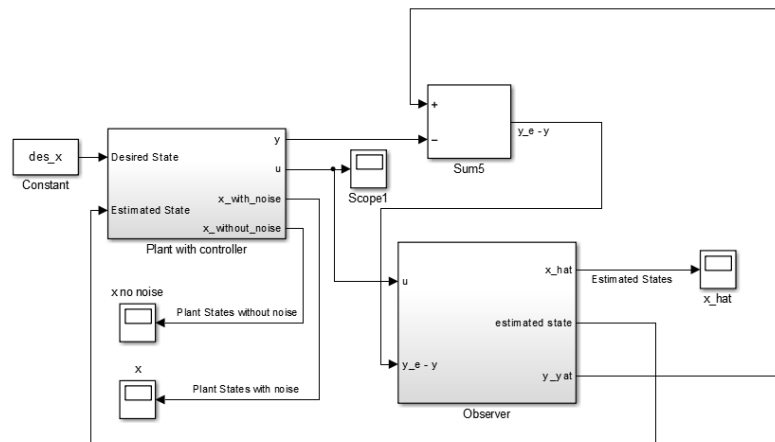 +
−
y_e - y
Sum5
des_x
Constant
Desired State
Estimated State
y
u
x_with_noise
x_without_noise
Plant with controller
Scope1
x no noise
Plant States without noise
x
Plant States with noise
u
y_e - y
x_hat
estimated state
y_yat
Observer
Estimated States
x_hat